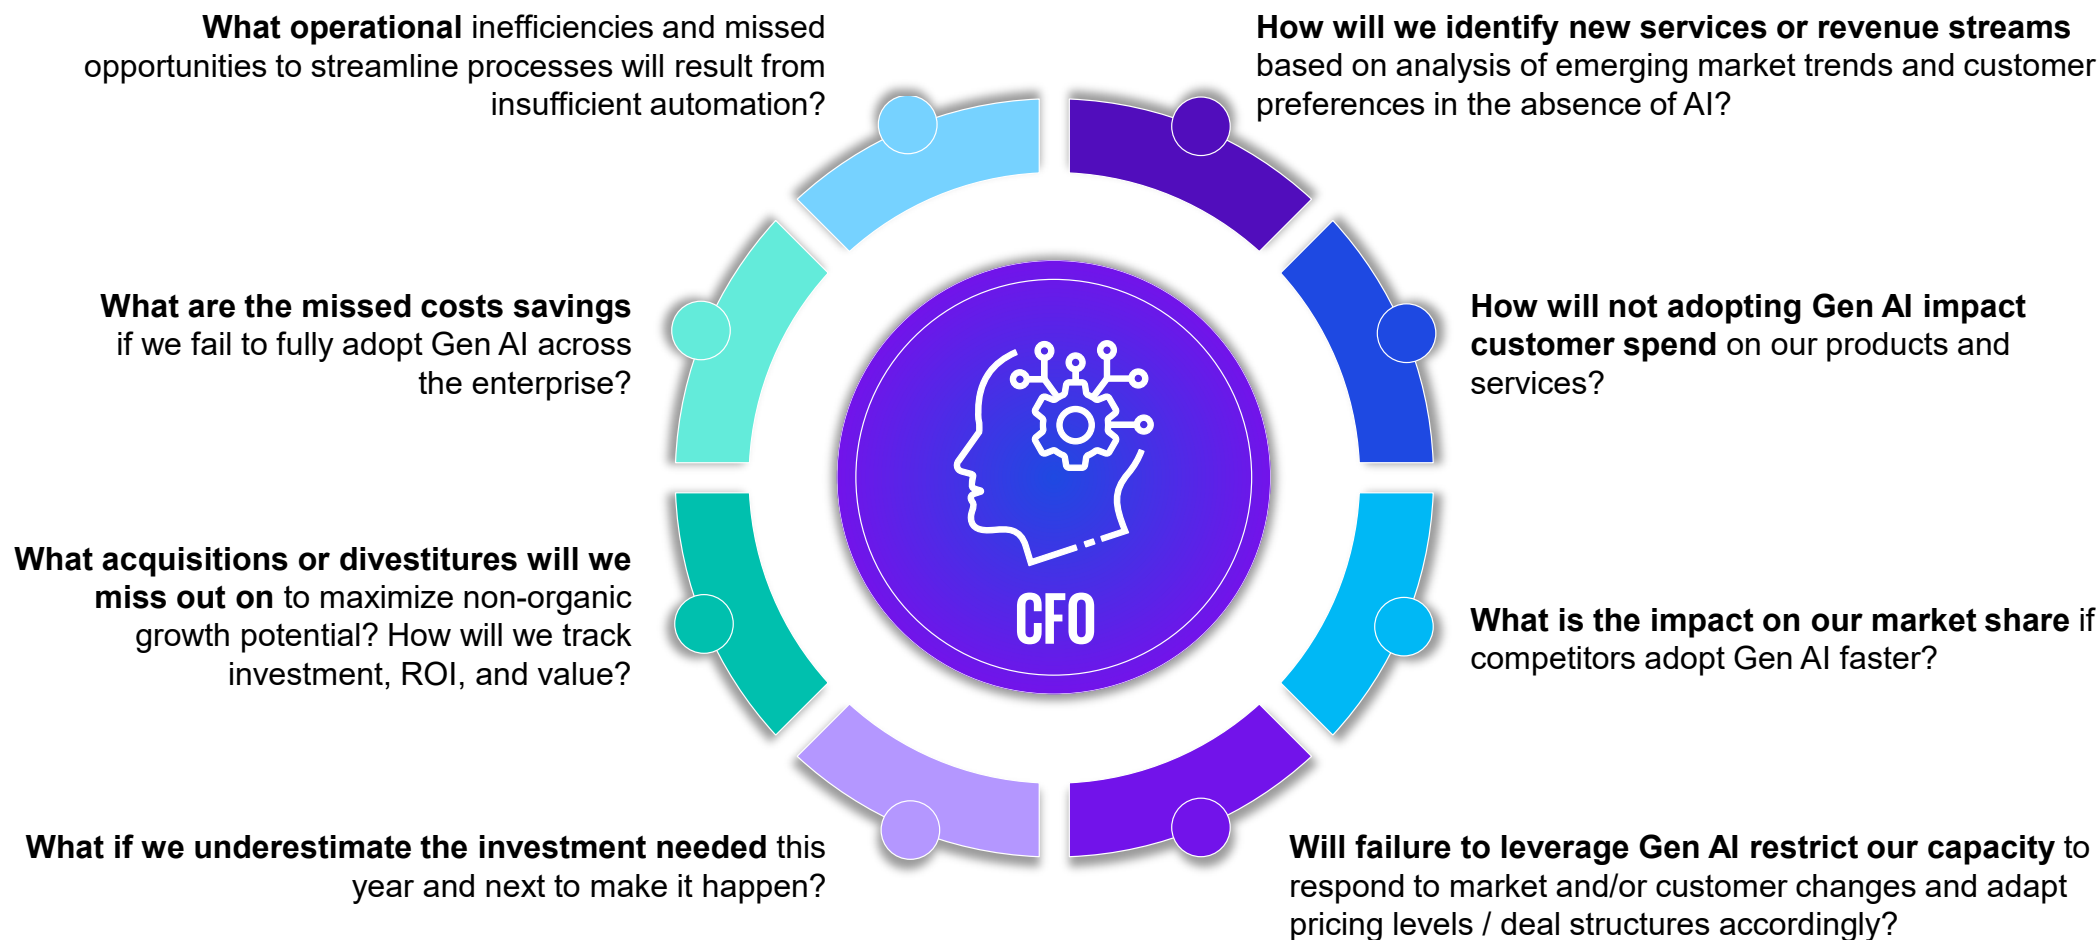 What operational inefficiencies and missed
opportunities to streamline processes will result from
insufficient automation?
How will we identify new services or revenue streams
based on analysis of emerging market trends and customer
preferences in the absence of AI?
What are the missed costs savings
if we fail to fully adopt Gen AI across
the enterprise?
How will not adopting Gen AI impact
customer spend on our products and
services?
CFO
What acquisitions or divestitures will we
miss out on to maximize non-organic
growth potential? How will we track
investment, ROI, and value?
What is the impact on our market share if
competitors adopt Gen AI faster?
What if we underestimate the investment needed this
year and next to make it happen?
Will failure to leverage Gen AI restrict our capacity to
respond to market and/or customer changes and adapt
pricing levels / deal structures accordingly?